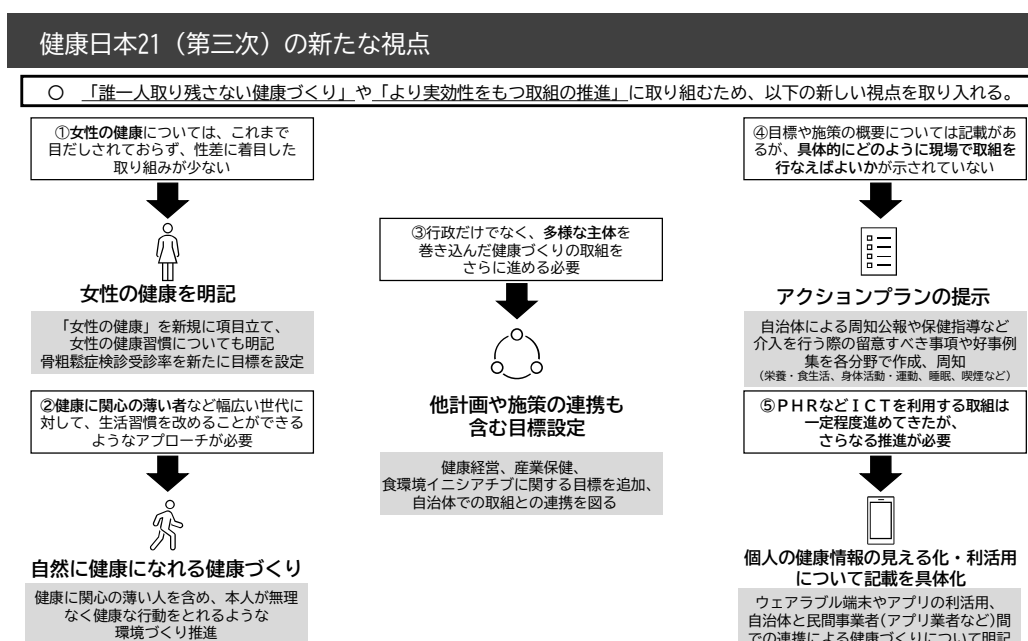 健康日本21（第三次）の新たな視点
○ 「誰一人取り残さない健康づくり」や「より実効性をもつ取組の推進」に取り組むため、以下の新しい視点を取り入れる。
①女性の健康については、これまで
目だしされておらず、性差に着目した
取り組みが少ない
女性の健康を明記
「女性の健康」を新規に項目立て、
女性の健康習慣についても明記
骨粗鬆症検診受診率を新たに目標を設定
②健康に関心の薄い者など幅広い世代に
対して、生活習慣を改めることができる
ようなアプローチが必要
自然に健康になれる健康づくり
健康に関心の薄い人を含め、本人が無理
なく健康な行動をとれるような
環境づくり推進
③行政だけでなく、多様な主体を
巻き込んだ健康づくりの取組を
さらに進める必要
他計画や施策の連携も
含む目標設定
健康経営、産業保健、
食環境イニシアチブに関する目標を追加、
自治体での取組との連携を図る
④目標や施策の概要については記載があ
るが、具体的にどのように現場で取組を
行なえばよいかが示されていない
アクションプランの提示
自治体による周知公報や保健指導など
介入を行う際の留意すべき事項や好事例
集を各分野で作成、周知
（栄養・食生活、身体活動・運動、睡眠、喫煙など）
⑤ＰＨＲなどＩＣＴを利用する取組は
一定程度進めてきたが、
さらなる推進が必要
個人の健康情報の見える化・利活用
について記載を具体化
ウェアラブル端末やアプリの利活用、
自治体と民間事業者(アプリ業者など)間
での連携による健康づくりについて明記